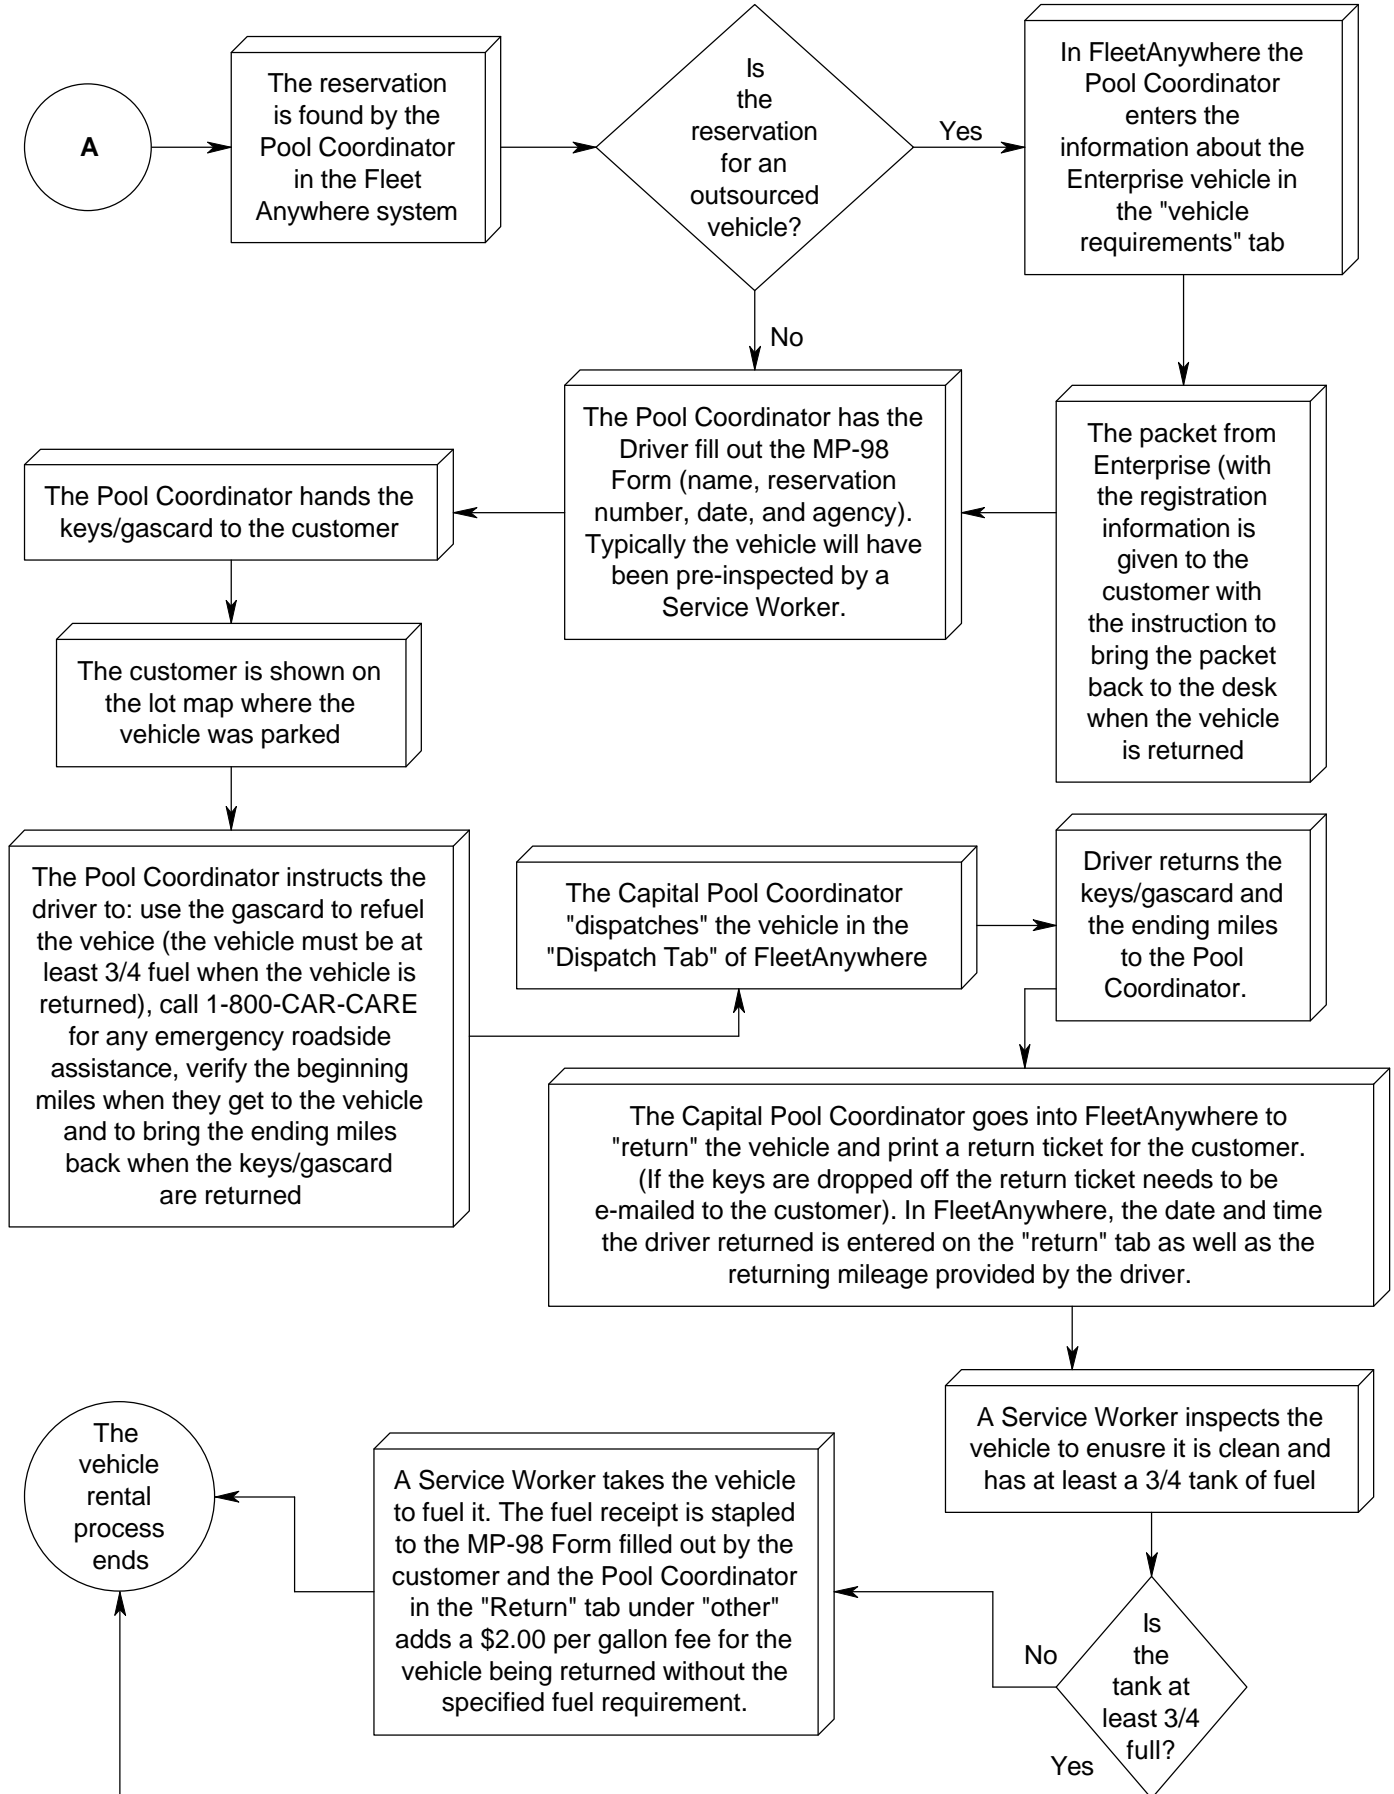 A
The reservation
is found by the
Pool Coordinator
in the Fleet
Anywhere system
Is
the
reservation
for an
outsourced
vehicle?
Yes
In FleetAnywhere the
Pool Coordinator
enters the
information about the
Enterprise vehicle in
the "vehicle
requirements" tab
No
The packet from
Enterprise (with
the registration
information is
given to the
customer with
the instruction to
bring the packet
back to the desk
when the vehicle
is returned
The Pool Coordinator has the
Driver fill out the MP-98
Form (name, reservation
number, date, and agency).
Typically the vehicle will have
been pre-inspected by a
Service Worker.
The Pool Coordinator hands the
keys/gascard to the customer
The customer is shown on
the lot map where the
vehicle was parked
The Pool Coordinator instructs the
driver to: use the gascard to refuel
the vehice (the vehicle must be at
least 3/4 fuel when the vehicle is
returned), call 1-800-CAR-CARE
for any emergency roadside
assistance, verify the beginning
miles when they get to the vehicle
and to bring the ending miles
back when the keys/gascard
are returned
The Capital Pool Coordinator
"dispatches" the vehicle in the
"Dispatch Tab" of FleetAnywhere
Driver returns the
keys/gascard and
the ending miles
to the Pool
Coordinator.
The Capital Pool Coordinator goes into FleetAnywhere to
"return" the vehicle and print a return ticket for the customer.
(If the keys are dropped off the return ticket needs to be
e-mailed to the customer). In FleetAnywhere, the date and time
the driver returned is entered on the "return" tab as well as the
returning mileage provided by the driver.
A Service Worker inspects the
vehicle to enusre it is clean and
has at least a 3/4 tank of fuel
Is
the
tank at
least 3/4
full?
No
Yes
A Service Worker takes the vehicle
to fuel it. The fuel receipt is stapled
to the MP-98 Form filled out by the
customer and the Pool Coordinator
in the "Return" tab under "other"
adds a $2.00 per gallon fee for the
vehicle being returned without the
specified fuel requirement.
The
vehicle
rental
process
ends